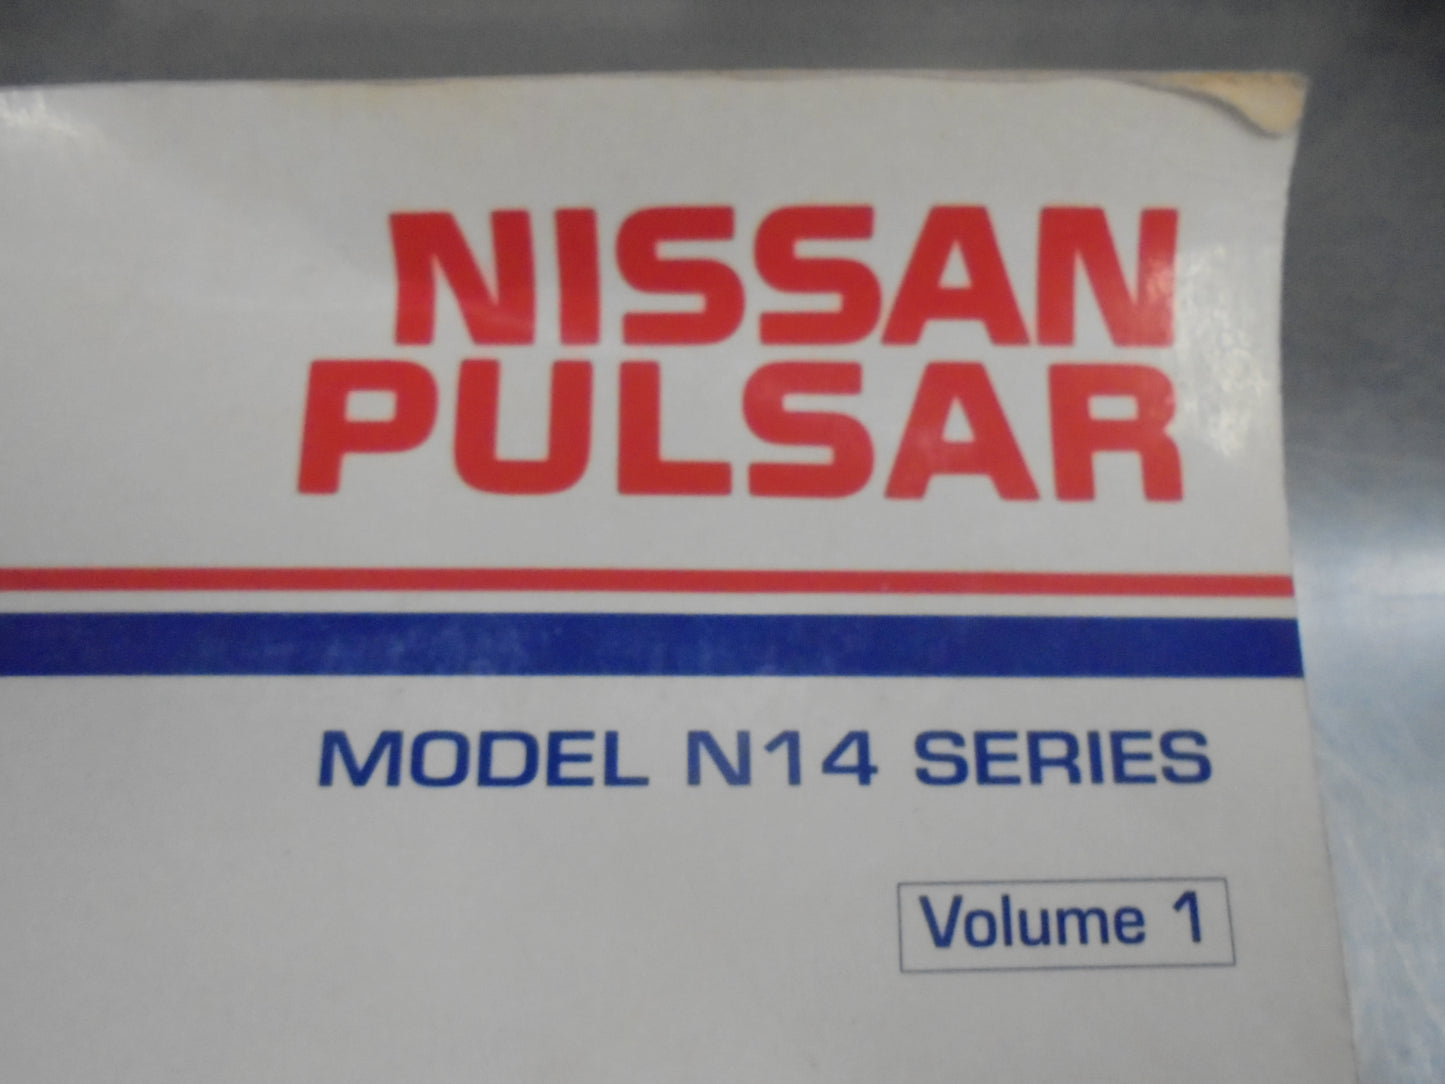 NISSAN
PULSAR
MODEL N14 SERIES
Volume 1